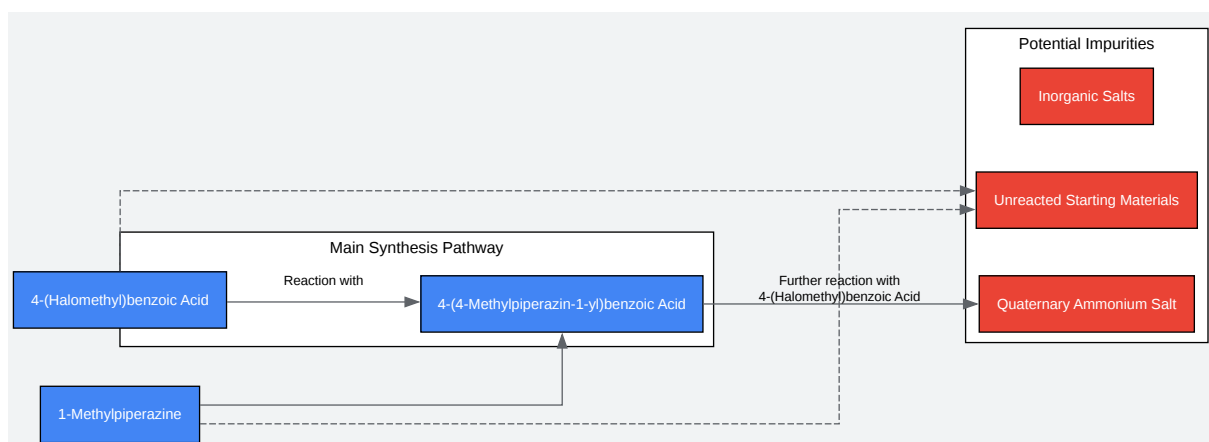 Potential Impurities
Inorganic Salts
Unreacted Starting Materials
Main Synthesis Pathway
4-(Halomethyl)benzoic Acid
Reaction with
4-(4-Methylpiperazin-1-yl)benzoic Acid
Further reaction with
4-(Halomethyl)benzoic Acid
Quaternary Ammonium Salt
1-Methylpiperazine